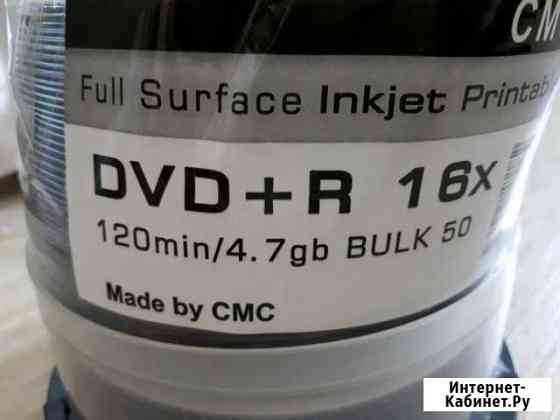 CM
Full Surface Inkjet Printab
DVD+R 16x
120min/4.7gb BULK 50
Made by CMC
Интернет-
Кабинет.Ру